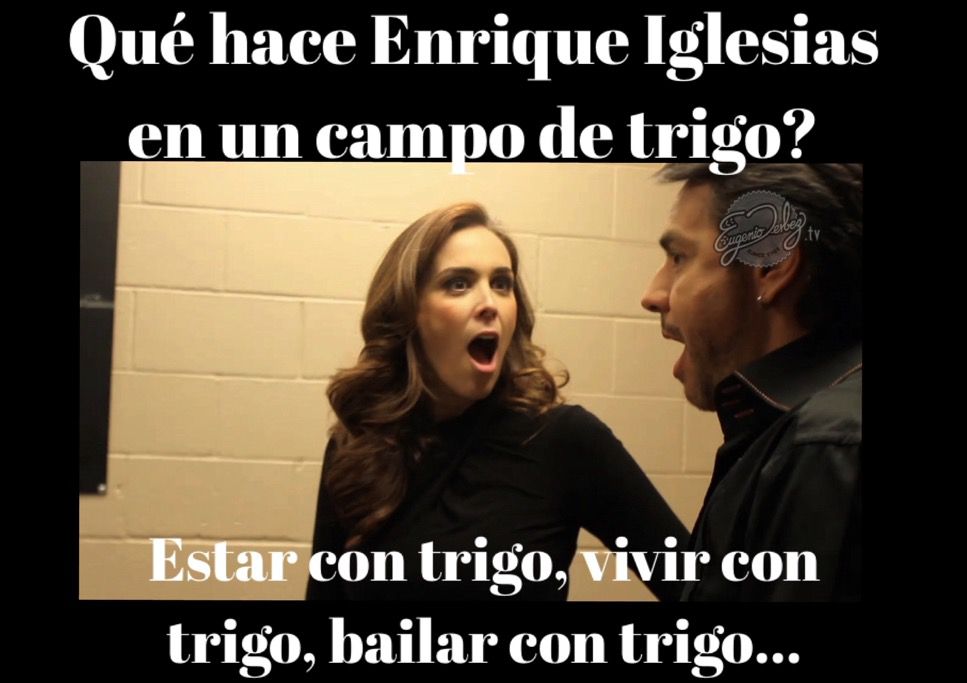 Qué hace Enrique Iglesias
en un campo de trigo?
Eugenio Derbez.tv
Estar con trigo, vivir con
trigo, bailar con trigo...